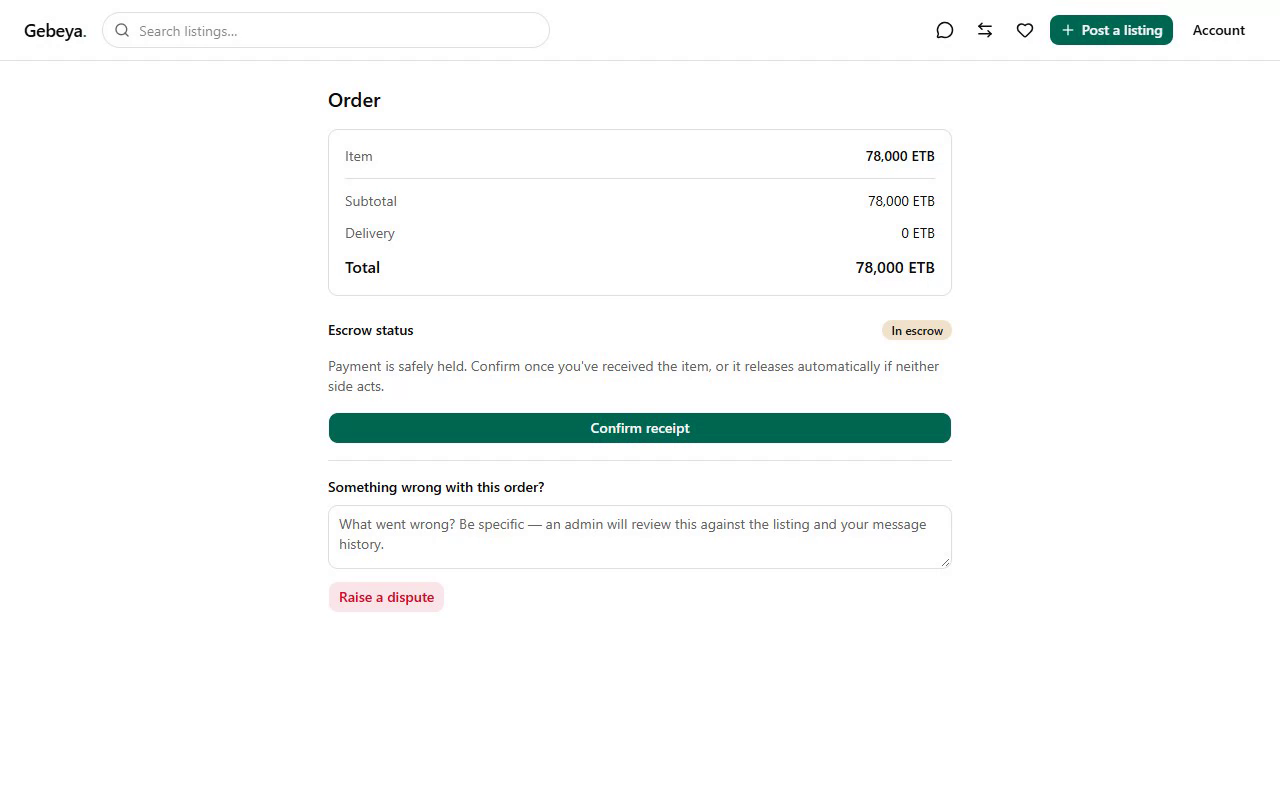 Gebeya.
Search listings...
Post a listing
Account
Order
Item 78,000 ETB
Subtotal 78,000 ETB
Delivery 0 ETB
Total 78,000 ETB
Escrow status In escrow
Payment is safely held. Confirm once you've received the item, or it releases automatically if neither
side acts.
Confirm receipt
Something wrong with this order?
What went wrong? Be specific — an admin will review this against the listing and your message
history.
Raise a dispute